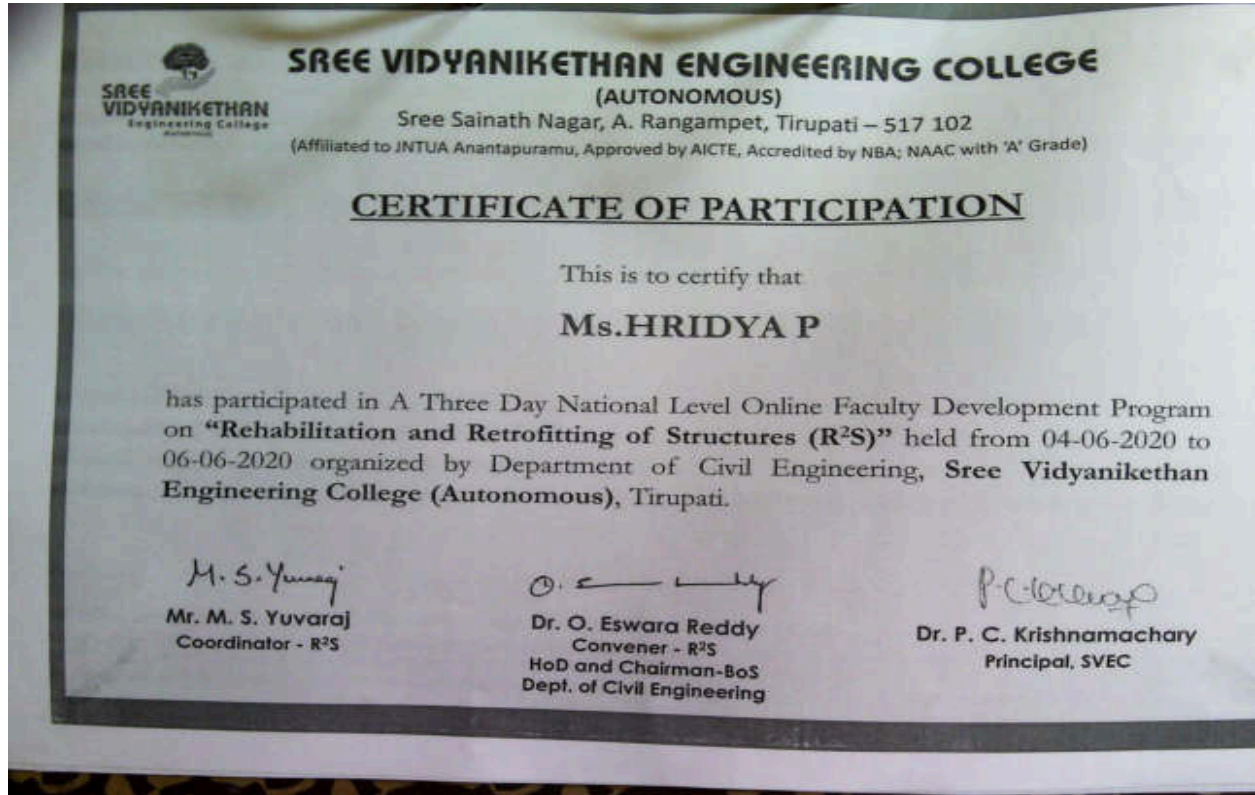 SREE
VIDYANIKETHAN
Engineering College
SREE VIDYANIKETHAN ENGINEERING COLLEGE
(AUTONOMOUS)
Sree Sainath Nagar, A. Rangampet, Tirupati – 517 102
(Affiliated to JNTUA Anantapuramu, Approved by AICTE, Accredited by NBA; NAAC with 'A' Grade)
CERTIFICATE OF PARTICIPATION
This is to certify that
Ms.HRIDYA P
has participated in A Three Day National Level Online Faculty Development Program
on “Rehabilitation and Retrofitting of Structures (R²S)” held from 04-06-2020 to
06-06-2020 organized by Department of Civil Engineering, Sree Vidyanikethan
Engineering College (Autonomous), Tirupati.
M. S. Yuvaraj
Mr. M. S. Yuvaraj
Coordinator - R²S
Dr. O. Eswara Reddy
Convener - R²S
HoD and Chairman-BoS
Dept. of Civil Engineering
Dr. P. C. Krishnamachary
Principal, SVEC